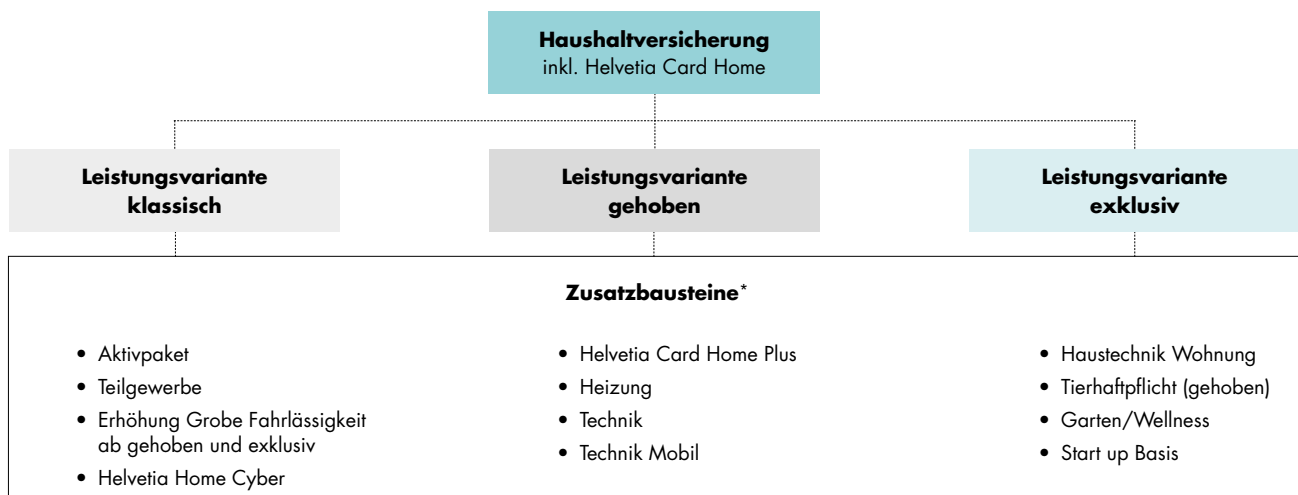 Haushaltversicherung
inkl. Helvetia Card Home
Leistungsvariante
klassisch
Leistungsvariante
gehoben
Leistungsvariante
exklusiv
Zusatzbausteine*
• Aktivpaket
• Teilgewerbe
• Erhöhung Grobe Fahrlässigkeit
ab gehoben und exklusiv
• Helvetia Home Cyber
• Helvetia Card Home Plus
• Heizung
• Technik
• Technik Mobil
• Haustechnik Wohnung
• Tierhaftpflicht (gehoben)
• Garten/Wellness
• Start up Basis